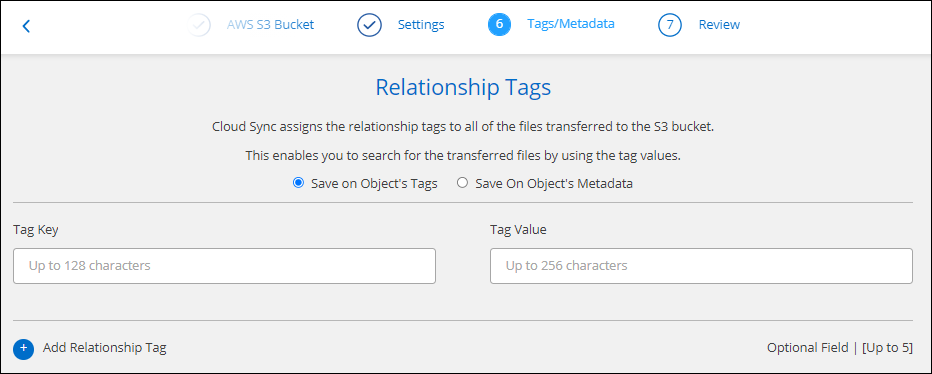 AWS S3 Bucket Settings 6 Tags/Metadata 7 Review
Relationship Tags
Cloud Sync assigns the relationship tags to all of the files transferred to the S3 bucket.
This enables you to search for the transferred files by using the tag values.
Save on Object's Tags Save On Object's Metadata
Tag Key Tag Value
Up to 128 characters Up to 256 characters
+ Add Relationship Tag Optional Field | [Up to 5]